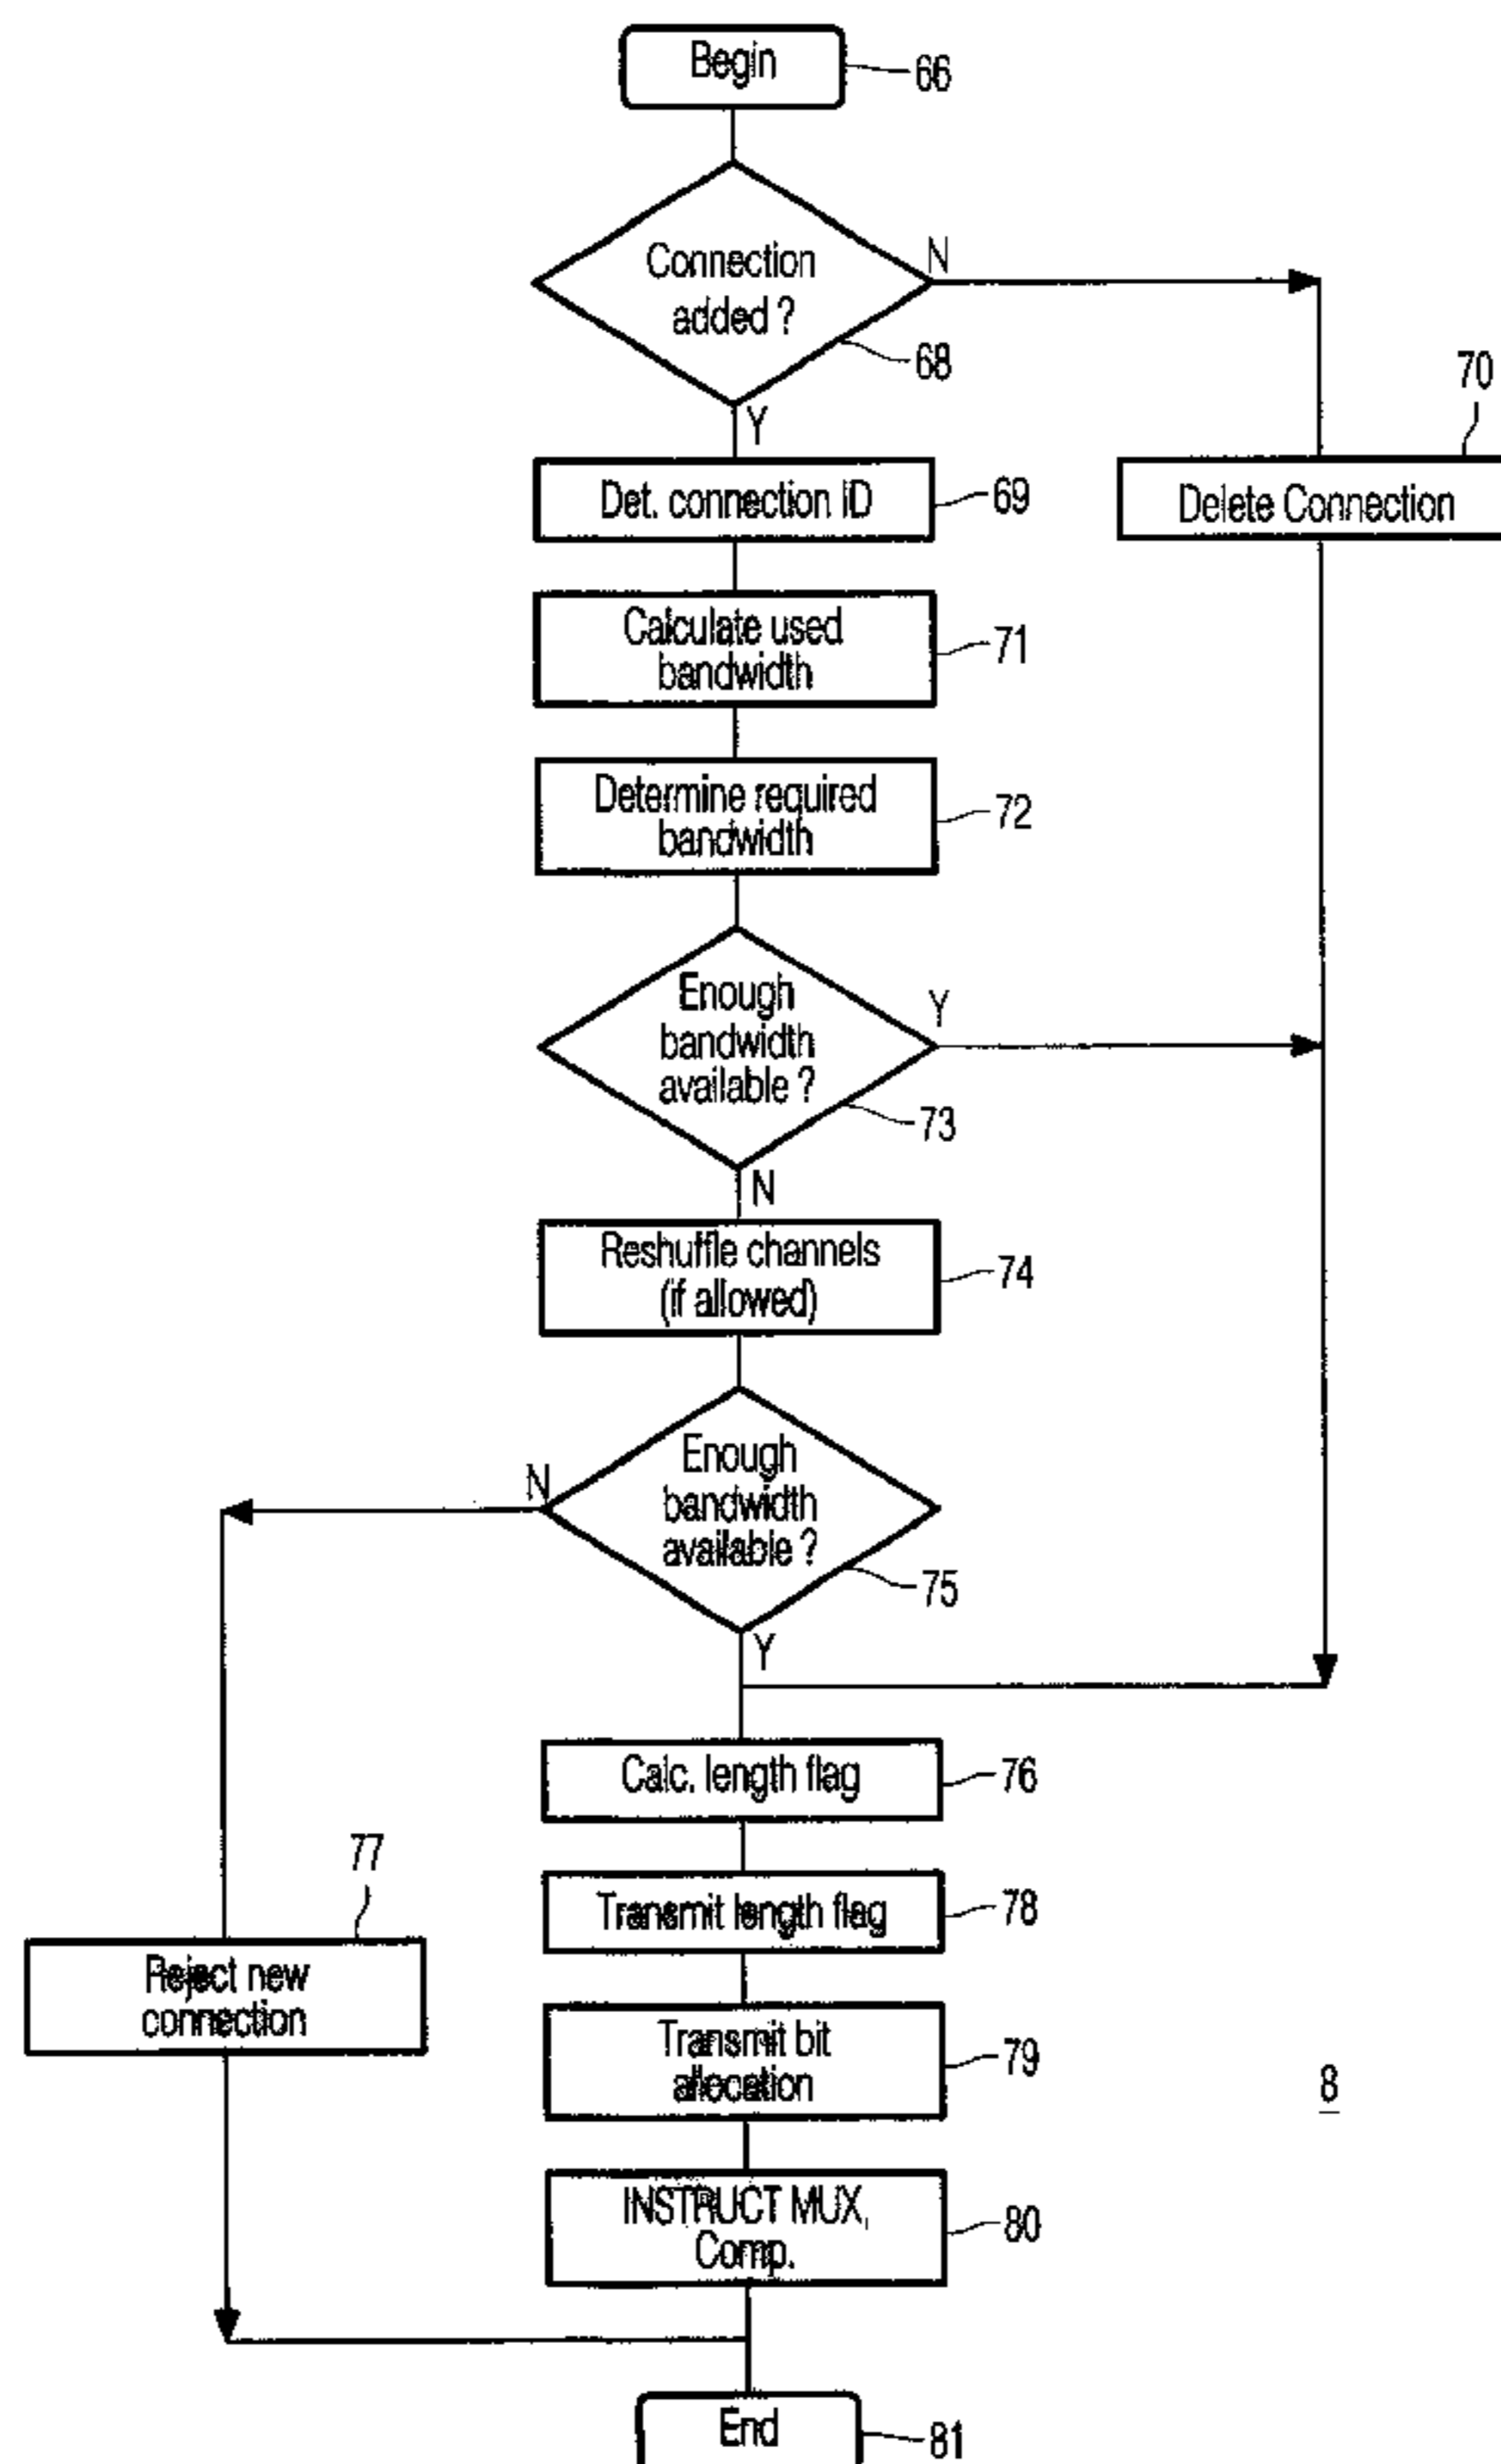 Begin
66
Connection
added ?
N
68
Y
70
Det. connection ID
69
Delete Connection
Calculate used
bandwidth
71
Determine required
bandwidth
72
Enough
bandwidth
available ?
Y
73
N
Reshuffle channels
(if allowed)
74
N
Enough
bandwidth
available ?
75
Y
Calc. length flag
76
77
Transmit length flag
78
Reject new
connection
Transmit bit
allocation
79
8
INSTRUCT MUX,
Comp.
80
End
81